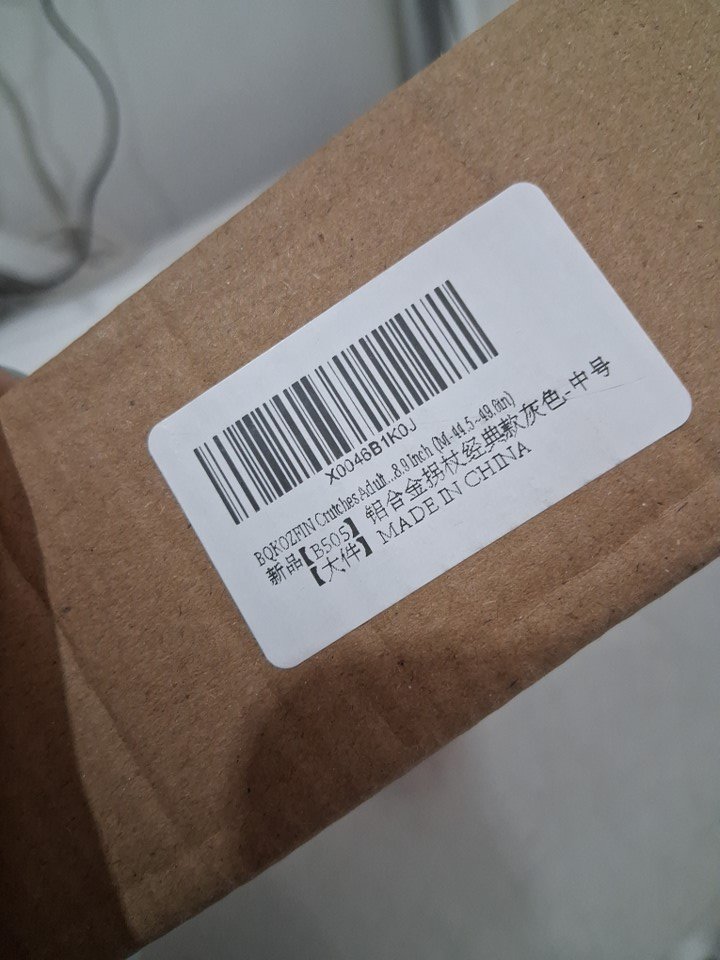 X0046B1K0J
BQKOZFIN Crutches Adult...8.9 Inch (M-44.5~49.6in)
新品【B505】铝合金拐杖经典款灰色-中号
【大件】 MADE IN CHINA